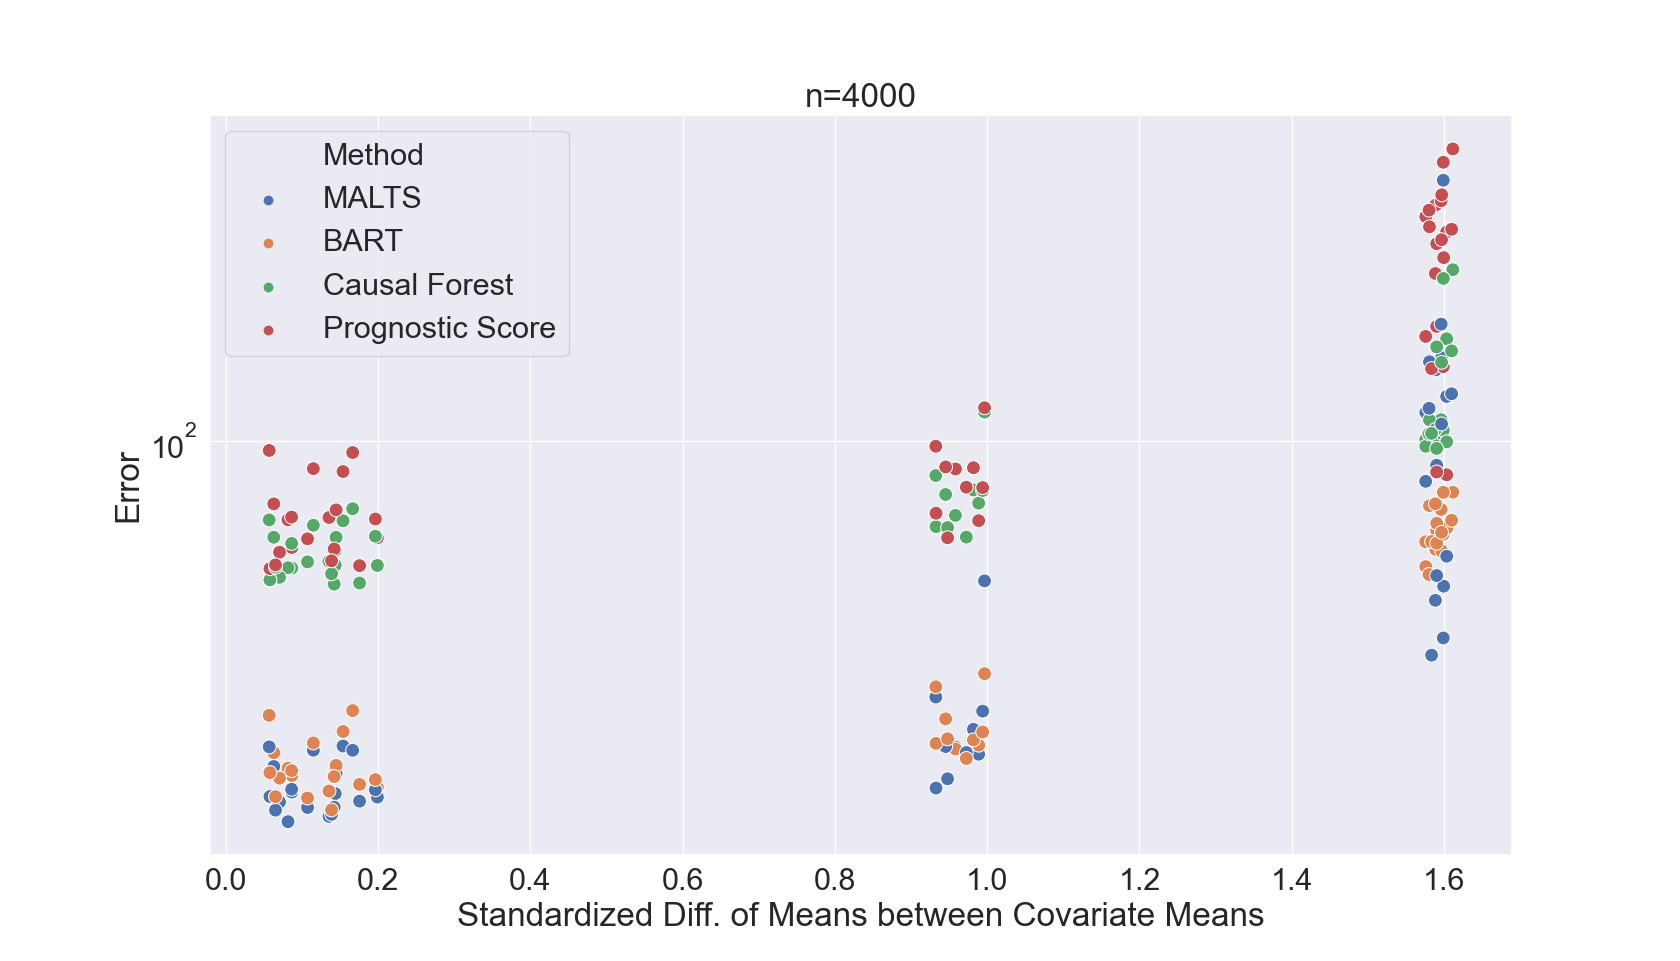 n=4000
Method
MALTS
BART
Causal Forest
Prognostic Score
10^2
Error
0.0 0.2 0.4 0.6 0.8 1.0 1.2 1.4 1.6
Standardized Diff. of Means between Covariate Means